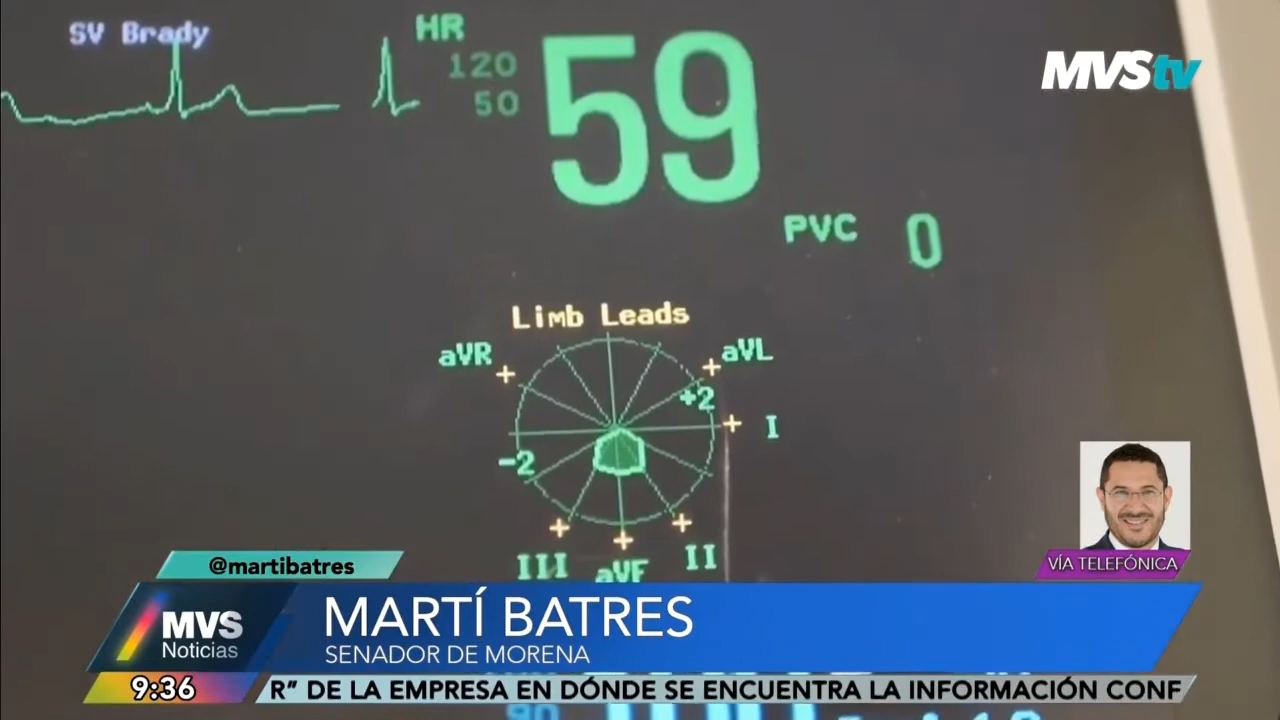 SV Brady
HR
120
50
59
MVStv
PVC 0
Limb Leads
aVR
aVL
+2
I
-2
III
aVF
II
VÍA TELEFÓNICA
@martibatres
MVS
Noticias
MARTÍ BATRES
SENADOR DE MORENA
9:36
R” DE LA EMPRESA EN DÓNDE SE ENCUENTRA LA INFORMACIÓN CONF